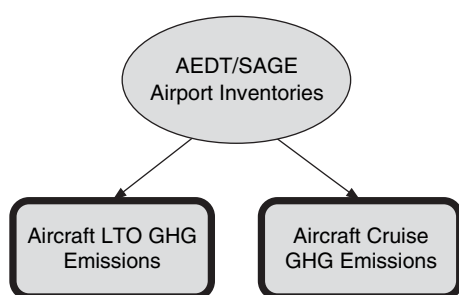 AEDT/SAGE
Airport Inventories
Aircraft LTO GHG
Emissions
Aircraft Cruise
GHG Emissions